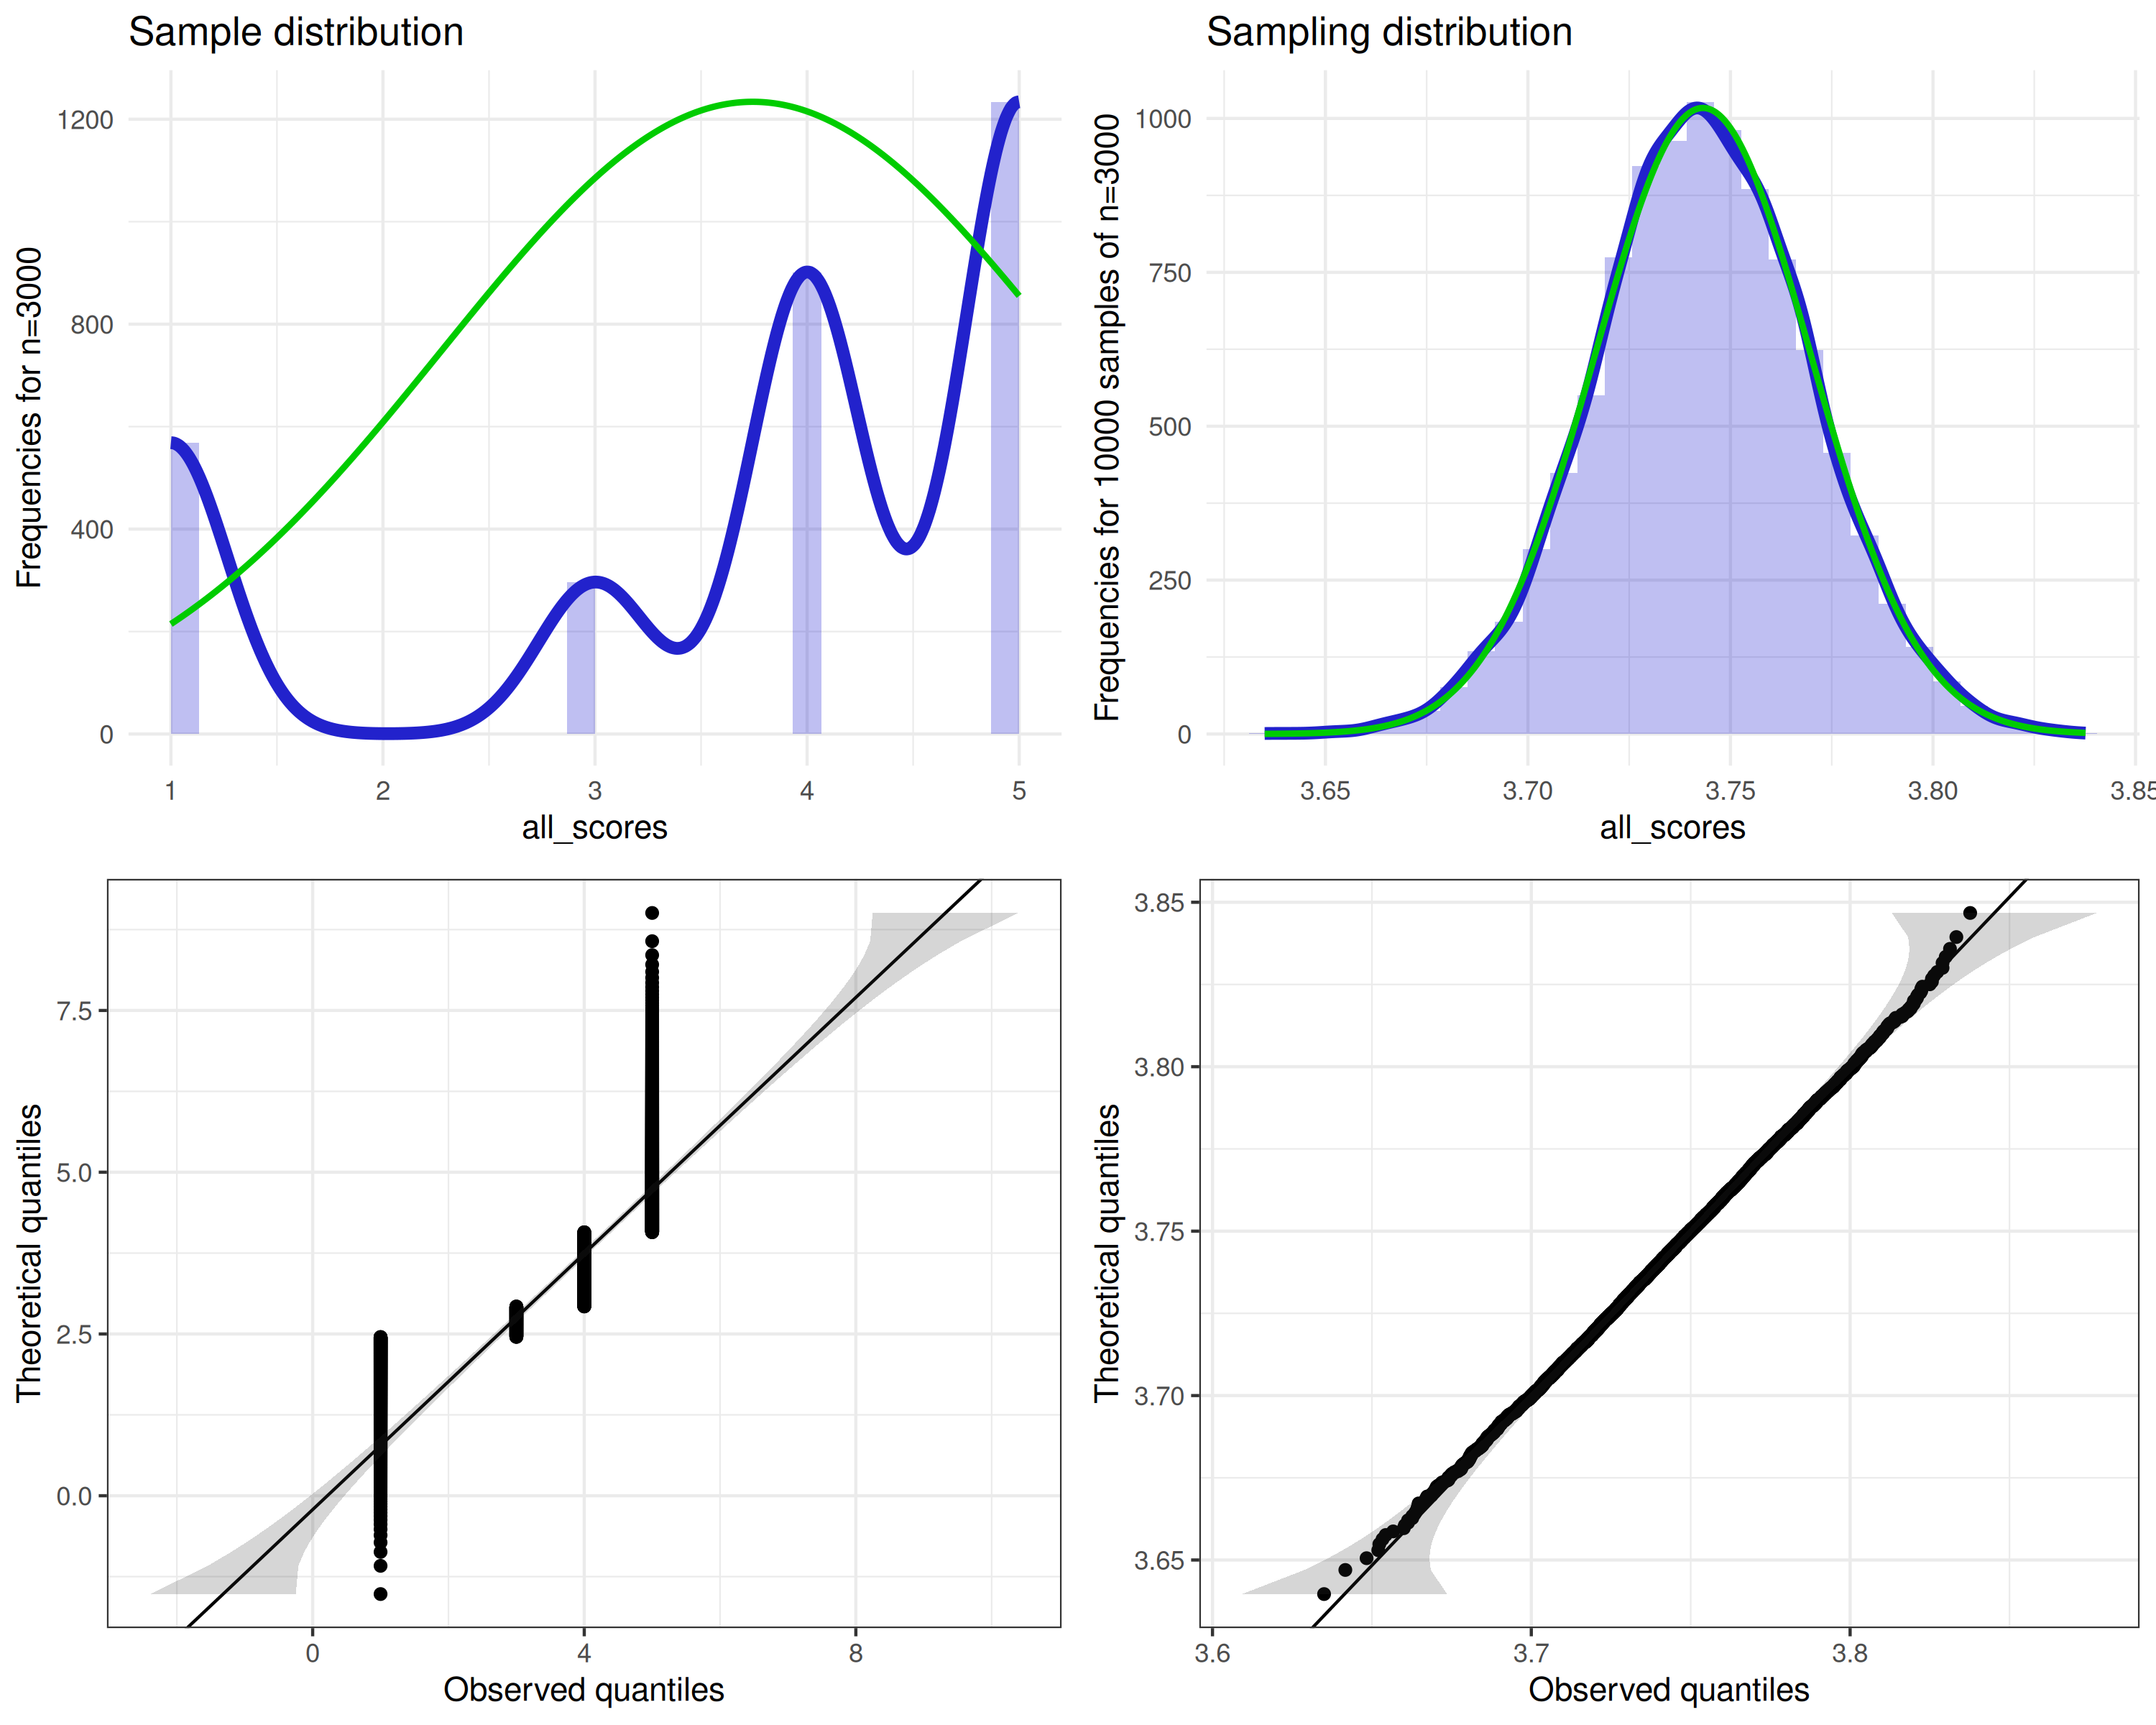 Sample distribution
Frequencies for n=3000
1200
800
400
0
1 2 3 4 5
all_scores
Sampling distribution
Frequencies for 10000 samples of n=3000
1000
750
500
250
0
3.65 3.70 3.75 3.80 3.85
all_scores
Theoretical quantiles
7.5
5.0
2.5
0.0
0 4 8
Observed quantiles
Theoretical quantiles
3.85
3.80
3.75
3.70
3.65
3.6 3.7 3.8
Observed quantiles